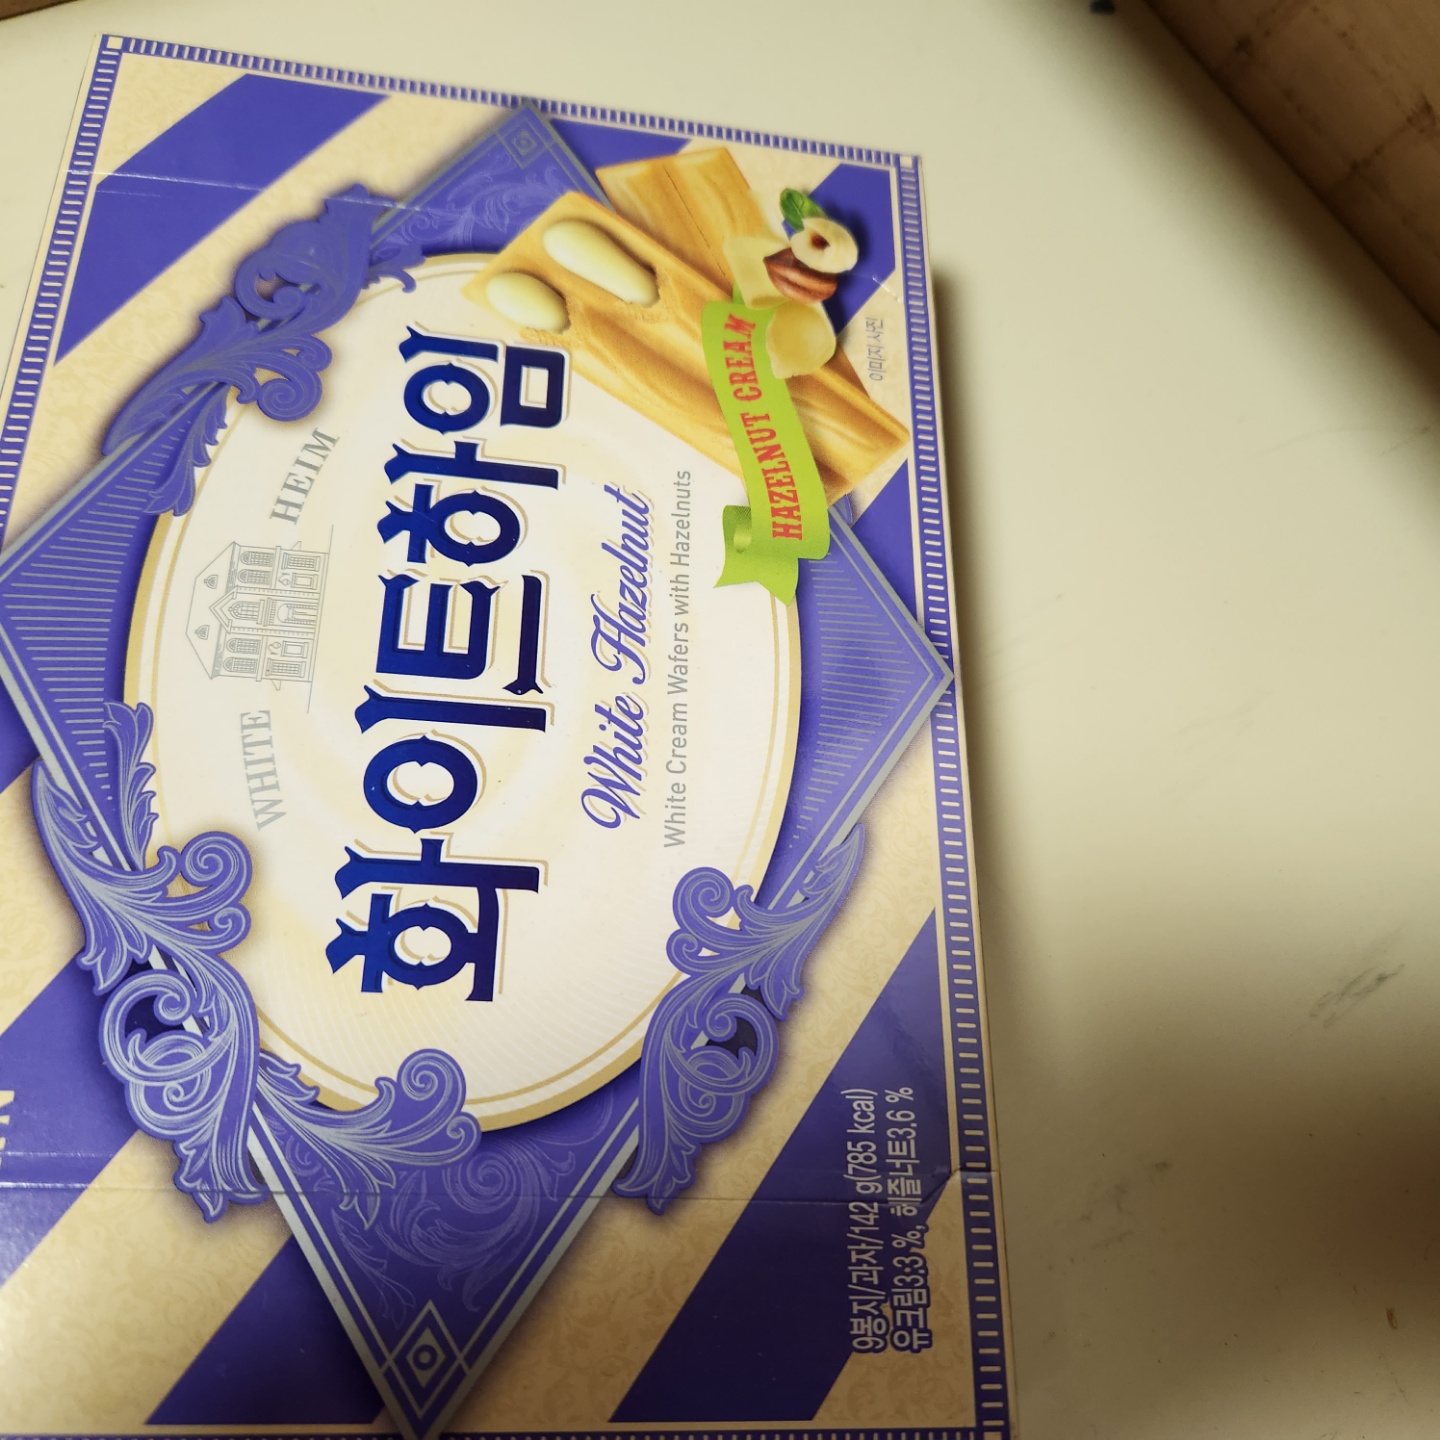 WHITE HEIM
화이트하임
White Hazelnut
White Cream Wafers with Hazelnuts
HAZELNUT CREAM
이미지 사진
9봉지/과자/142 g(785 kcal)
유크림3.3 %, 헤즐너트3.6 %